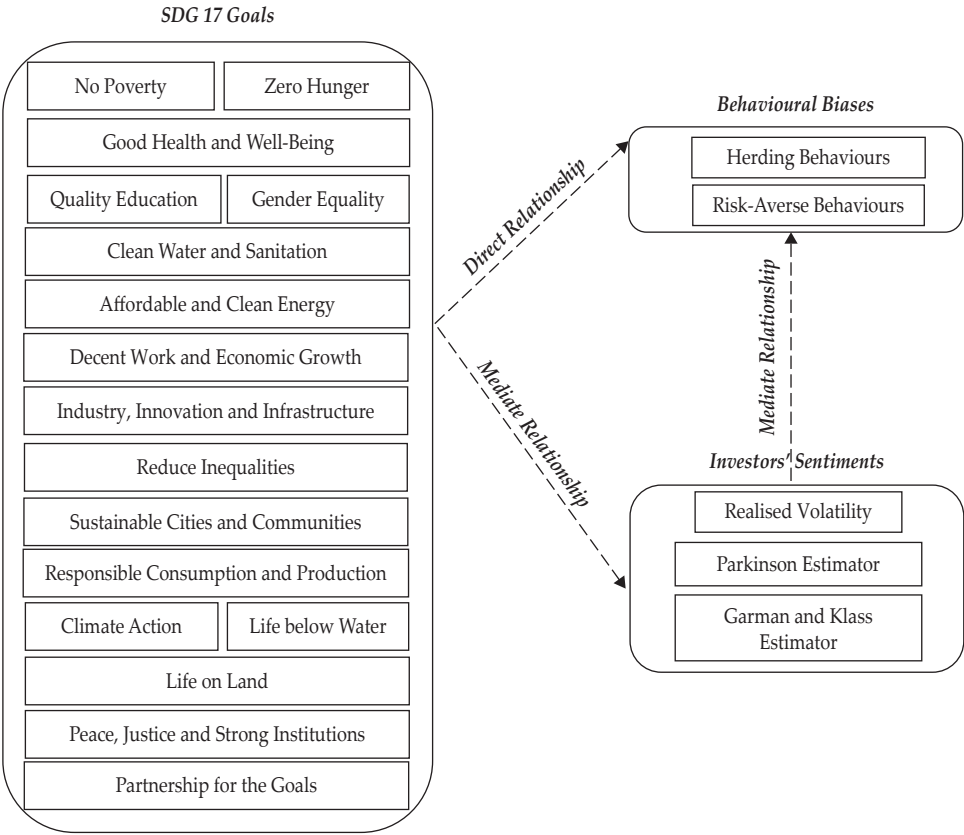 SDG 17 Goals
No Poverty
Zero Hunger
Good Health and Well-Being
Quality Education
Gender Equality
Clean Water and Sanitation
Affordable and Clean Energy
Decent Work and Economic Growth
Industry, Innovation and Infrastructure
Reduce Inequalities
Sustainable Cities and Communities
Responsible Consumption and Production
Climate Action
Life below Water
Life on Land
Peace, Justice and Strong Institutions
Partnership for the Goals
Direct Relationship
Mediate Relationship
Behavioural Biases
Herding Behaviours
Risk-Averse Behaviours
Mediate Relationship
Investors' Sentiments
Realised Volatility
Parkinson Estimator
Garman and Klass
Estimator